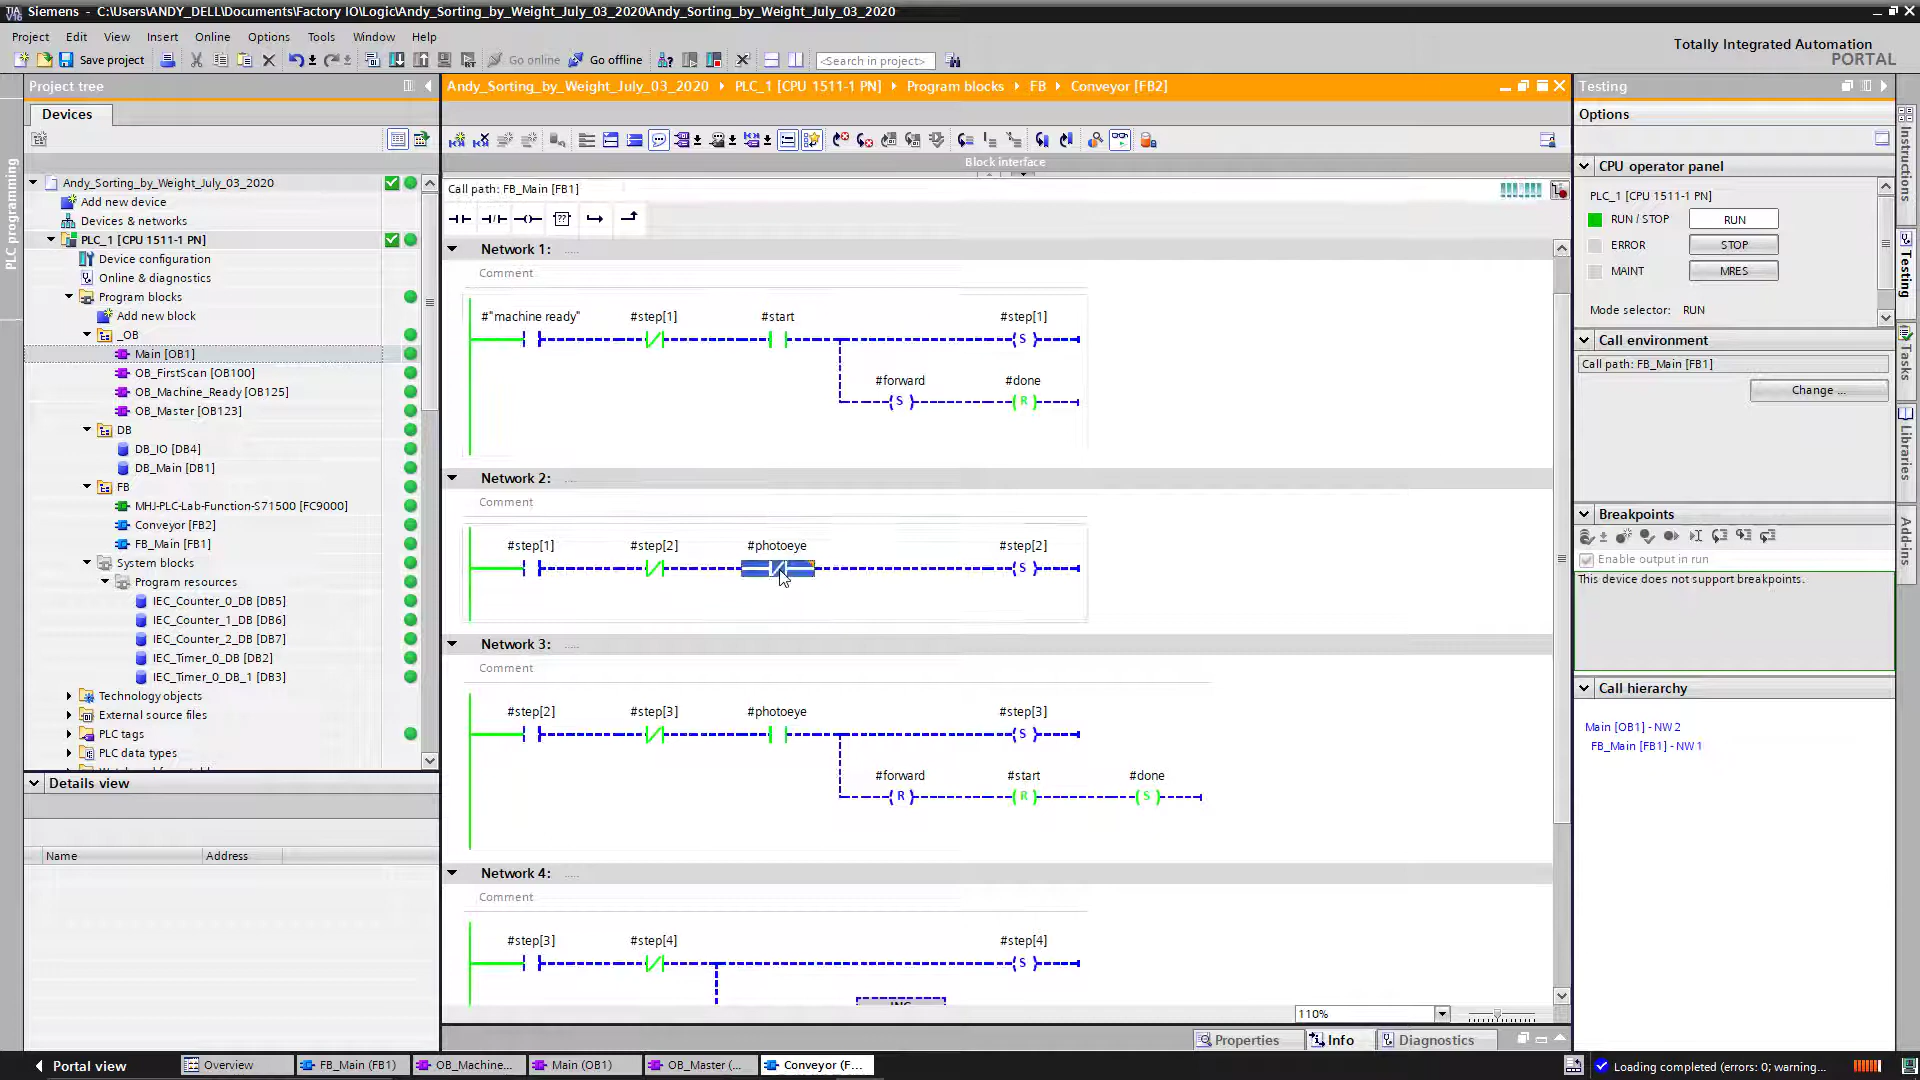 Siemens - C:\Users\ANDY_DELL\Documents\Factory IO\Logic\Andy_Sorting_by_Weight_July_03_2020\Andy_Sorting_by_Weight_July_03_2020
Project Edit View Insert Online Options Tools Window Help
Totally Integrated Automation
PORTAL
Save project
Go online
Go offline
<Search in project>
Project tree
Andy_Sorting_by_Weight_July_03_2020 PLC_1 [CPU 1511-1 PN] Program blocks FB Conveyor [FB2]
Testing
Devices
Options
PLC programming
Block interface
Call path: FB_Main [FB1]
Andy_Sorting_by_Weight_July_03_2020
Add new device
Devices & networks
PLC_1 [CPU 1511-1 PN]
Device configuration
Online & diagnostics
Program blocks
Add new block
_OB
Main [OB1]
OB_FirstScan [OB100]
OB_Machine_Ready [OB125]
OB_Master [OB123]
DB
DB_IO [DB4]
DB_Main [DB1]
FB
MHJ-PLC-Lab-Function-S71500 [FC9000]
Conveyor [FB2]
FB_Main [FB1]
System blocks
Program resources
IEC_Counter_0_DB [DB5]
IEC_Counter_1_DB [DB6]
IEC_Counter_2_DB [DB7]
IEC_Timer_0_DB [DB2]
IEC_Timer_0_DB_1 [DB3]
Technology objects
External source files
PLC tags
PLC data types
Details view
Name Address
??
Network 1: .....
Comment
#"machine ready" #step[1] #start #step[1]
S
#forward #done
S R
Network 2: .....
Comment
#step[1] #step[2] #photoeye #step[2]
S
Network 3: .....
Comment
#step[2] #step[3] #photoeye #step[3]
S
#forward #start #done
R R S
Network 4: .....
Comment
#step[3] #step[4] #step[4]
S
110%
Properties Info Diagnostics
CPU operator panel
PLC_1 [CPU 1511-1 PN]
RUN / STOP RUN
ERROR STOP
MAINT MRES
Mode selector: RUN
Call environment
Call path: FB_Main [FB1]
Change ...
Breakpoints
Enable output in run
This device does not support breakpoints.
Call hierarchy
Main [OB1] - NW 2
FB_Main [FB1] - NW 1
Instructions
Testing
Tasks
Libraries
Add-ins
Portal view Overview FB_Main (FB1) OB_Machine... Main (OB1) OB_Master (... Conveyor (F...
Loading completed (errors: 0; warning...